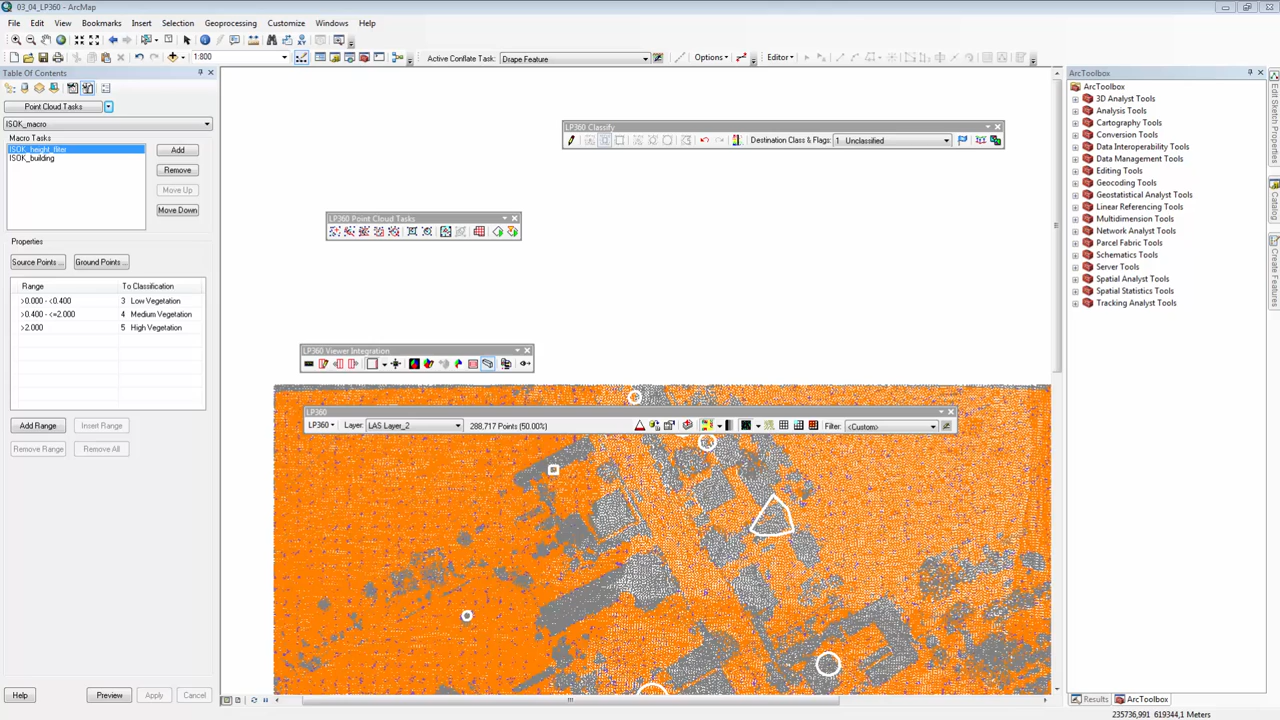 03_04_LP360 - ArcMap
File Edit View Bookmarks Insert Selection Geoprocessing Customize Windows Help
1:800
Active Conflate Task: Drape Feature
Options
Editor
Table Of Contents
Point Cloud Tasks
ISOK_macro
Macro Tasks
ISOK_height_filter
ISOK_building
Add
Remove
Move Up
Move Down
Properties
Source Points...
Ground Points...
Range To Classification
>0.000 - <0.400 3 Low Vegetation
>0.400 - <=2.000 4 Medium Vegetation
>2.000 5 High Vegetation
Add Range
Insert Range
Remove Range
Remove All
Help
Preview
Apply
Cancel
LP360 Classify
Destination Class & Flags: 1 Unclassified
LP360 Point Cloud Tasks
LP360 Viewer Integration
LP360
LP360 Layer: LAS Layer_2 288,717 Points (50.00%) Filter: <Custom>
ArcToolbox
ArcToolbox
3D Analyst Tools
Analysis Tools
Cartography Tools
Conversion Tools
Data Interoperability Tools
Data Management Tools
Editing Tools
Geocoding Tools
Geostatistical Analyst Tools
Linear Referencing Tools
Multidimension Tools
Network Analyst Tools
Parcel Fabric Tools
Schematics Tools
Server Tools
Spatial Analyst Tools
Spatial Statistics Tools
Tracking Analyst Tools
Results
ArcToolbox
Edit Sketch Properties
Catalog
Create Features
235736,991 619344,1 Meters